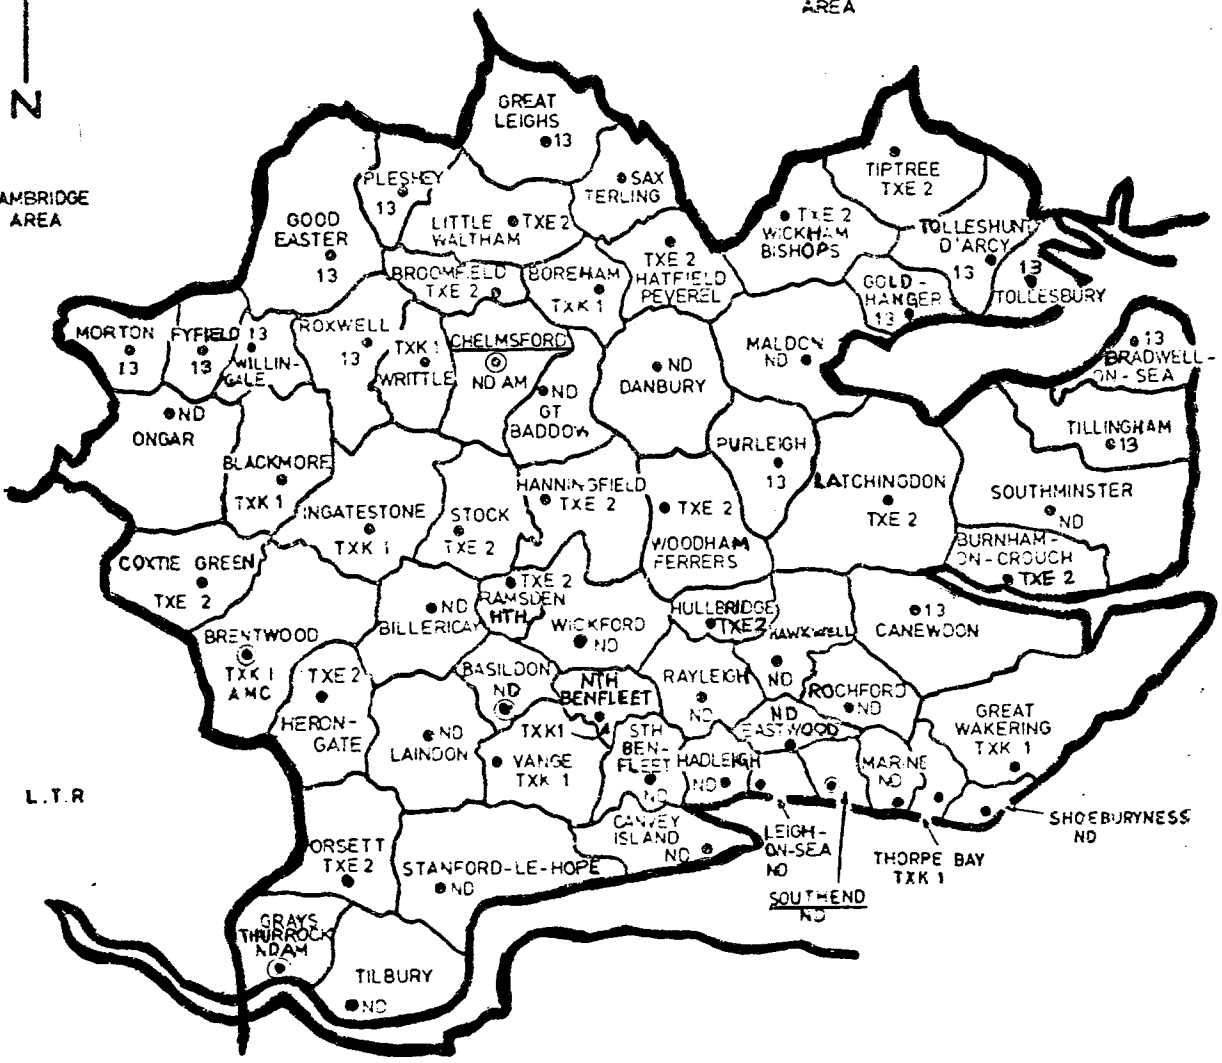 AREA
N
AMBRIDGE
AREA
GREAT
LEIGHS
13
PLESHEY
13
SAX
TERLING
TIPTREE
TXE 2
GOOD
EASTER
13
LITTLE
WALTHAM
TXE 2
TXE 2
WICKHAM
BISHOPS
TOLLESHUNT
D'ARCY
13
13
TOLLESBURY
BROOMFIELD
TXE 2
BOREHAM
TXK 1
TXE 2
HATFIELD
PEVEREL
GOLD-
HANGER
13
MORTON
13
FYFIELD
13
13
WILLIN-
GALE
ROXWELL
13
TXK 1
WRITTLE
CHELMSFORD
ND AM
ND
GT
BADDOW
ND
DANBURY
MALDON
ND
13
BRADWELL-
ON-SEA
ND
ONGAR
BLACKMORE
TXK 1
INGATESTONE
TXK 1
STOCK
TXE 2
HANNINGFIELD
TXE 2
PURLEIGH
13
LATCHINGDON
TXE 2
TILLINGHAM
13
SOUTHMINSTER
ND
TXE 2
WOODHAM
FERRERS
BURNHAM-
ON-CROUCH
TXE 2
COXTIE GREEN
TXE 2
BRENTWOOD
TXK 1
AMC
ND
BILLERICAY
TXE 2
RAMSDEN
HTH
WICKFORD
ND
HULLBRIDGE
TXE2
HAWKWELL
ND
13
CANEWDON
TXE2
HERON-
GATE
BASILDON
ND
NTH
BENFLEET
TXK1
RAYLEIGH
ND
ROCHFORD
ND
GREAT
WAKERING
TXK 1
ND
LAINDON
VANGE
TXK 1
STH
BEN-
FLEET
ND
HADLEIGH
ND
ND
EASTWOOD
MARINE
ND
L.T.R
ORSETT
TXE2
STANFORD-LE-HOPE
ND
CANVEY
ISLAND
ND
LEIGH-
ON-SEA
ND
SOUTHEND
ND
THORPE BAY
TXK 1
SHOEBURYNESS
ND
GRAYS
THURROCK
NDAM
TILBURY
ND